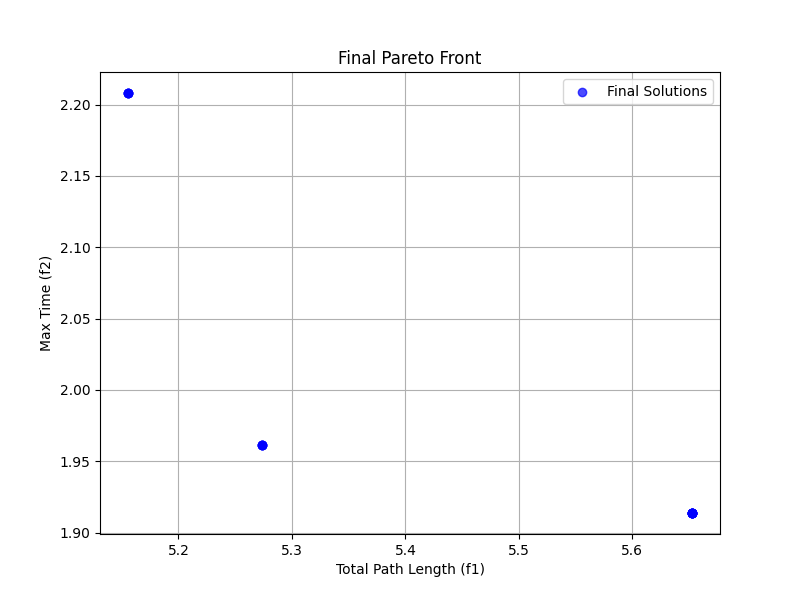 Final Pareto Front
Final Solutions
2.20
2.15
2.10
2.05
2.00
1.95
1.90
Max Time (f2)
5.2 5.3 5.4 5.5 5.6
Total Path Length (f1)